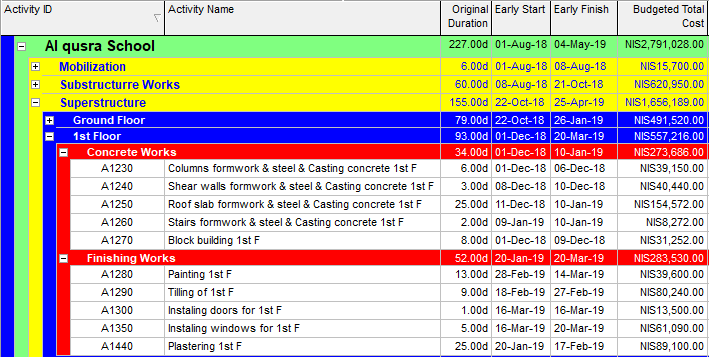 Activity ID Activity Name Original Duration Early Start Early Finish Budgeted Total Cost
Al qusra School 227.00d 01-Aug-18 04-May-19 NIS2,791,028.00
Mobilization 6.00d 01-Aug-18 08-Aug-18 NIS15,700.00
Substructurre Works 60.00d 08-Aug-18 21-Oct-18 NIS620,950.00
Superstructure 155.00d 22-Oct-18 25-Apr-19 NIS1,656,189.00
Ground Floor 79.00d 22-Oct-18 26-Jan-19 NIS491,520.00
1st Floor 93.00d 01-Dec-18 20-Mar-19 NIS557,216.00
Concrete Works 34.00d 01-Dec-18 10-Jan-19 NIS273,686.00
A1230 Columns formwork & steel & Casting concrete 1st F 6.00d 01-Dec-18 06-Dec-18 NIS39,150.00
A1240 Shear walls formwork & steel & Casting concrete 1st F 3.00d 08-Dec-18 10-Dec-18 NIS40,440.00
A1250 Roof slab formwork & steel & Casting concrete 1st F 25.00d 11-Dec-18 10-Jan-19 NIS154,572.00
A1260 Stairs formwork & steel & Casting concrete 1st F 2.00d 09-Jan-19 10-Jan-19 NIS8,272.00
A1270 Block building 1st F 8.00d 01-Dec-18 09-Dec-18 NIS31,252.00
Finishing Works 52.00d 20-Jan-19 20-Mar-19 NIS283,530.00
A1280 Painting 1st F 13.00d 28-Feb-19 14-Mar-19 NIS39,600.00
A1290 Tilling of 1st F 9.00d 18-Feb-19 27-Feb-19 NIS80,240.00
A1300 Instaling doors for 1st F 1.00d 16-Mar-19 16-Mar-19 NIS13,500.00
A1350 Instaling windows for 1st F 5.00d 16-Mar-19 20-Mar-19 NIS61,090.00
A1440 Plastering 1st F 25.00d 20-Jan-19 17-Feb-19 NIS89,100.00